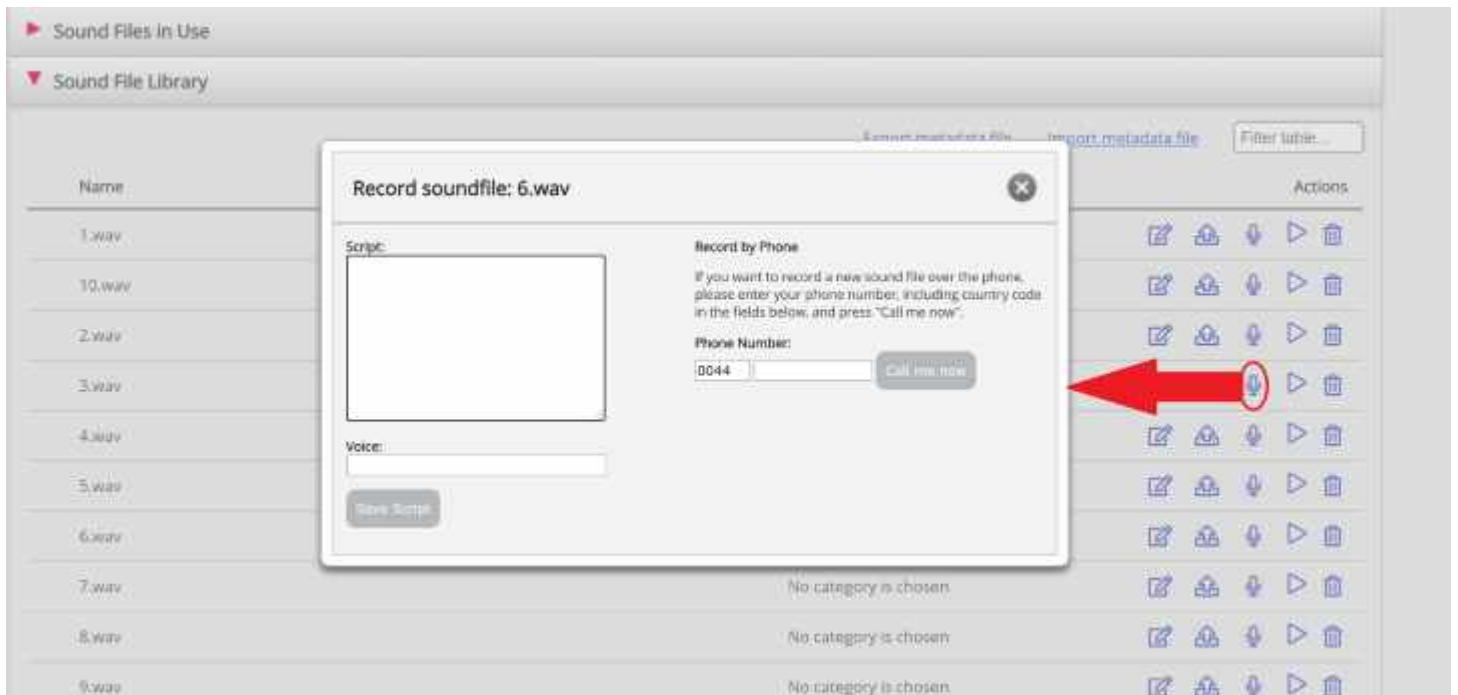 Sound Files in Use
Sound File Library
Export metadata file Import metadata file Filter table...
Name Actions
Record soundfile: 6.wav
1.wav
10.wav
2.wav
3.wav
4.wav
5.wav
6.wav
7.wav No category is chosen
8.wav No category is chosen
9.wav No category is chosen
Script:
Voice:
Save Script
Record by Phone
If you want to record a new sound file over the phone,
please enter your phone number, including country code
in the fields below, and press "Call me now".
Phone Number:
0044 Call me now